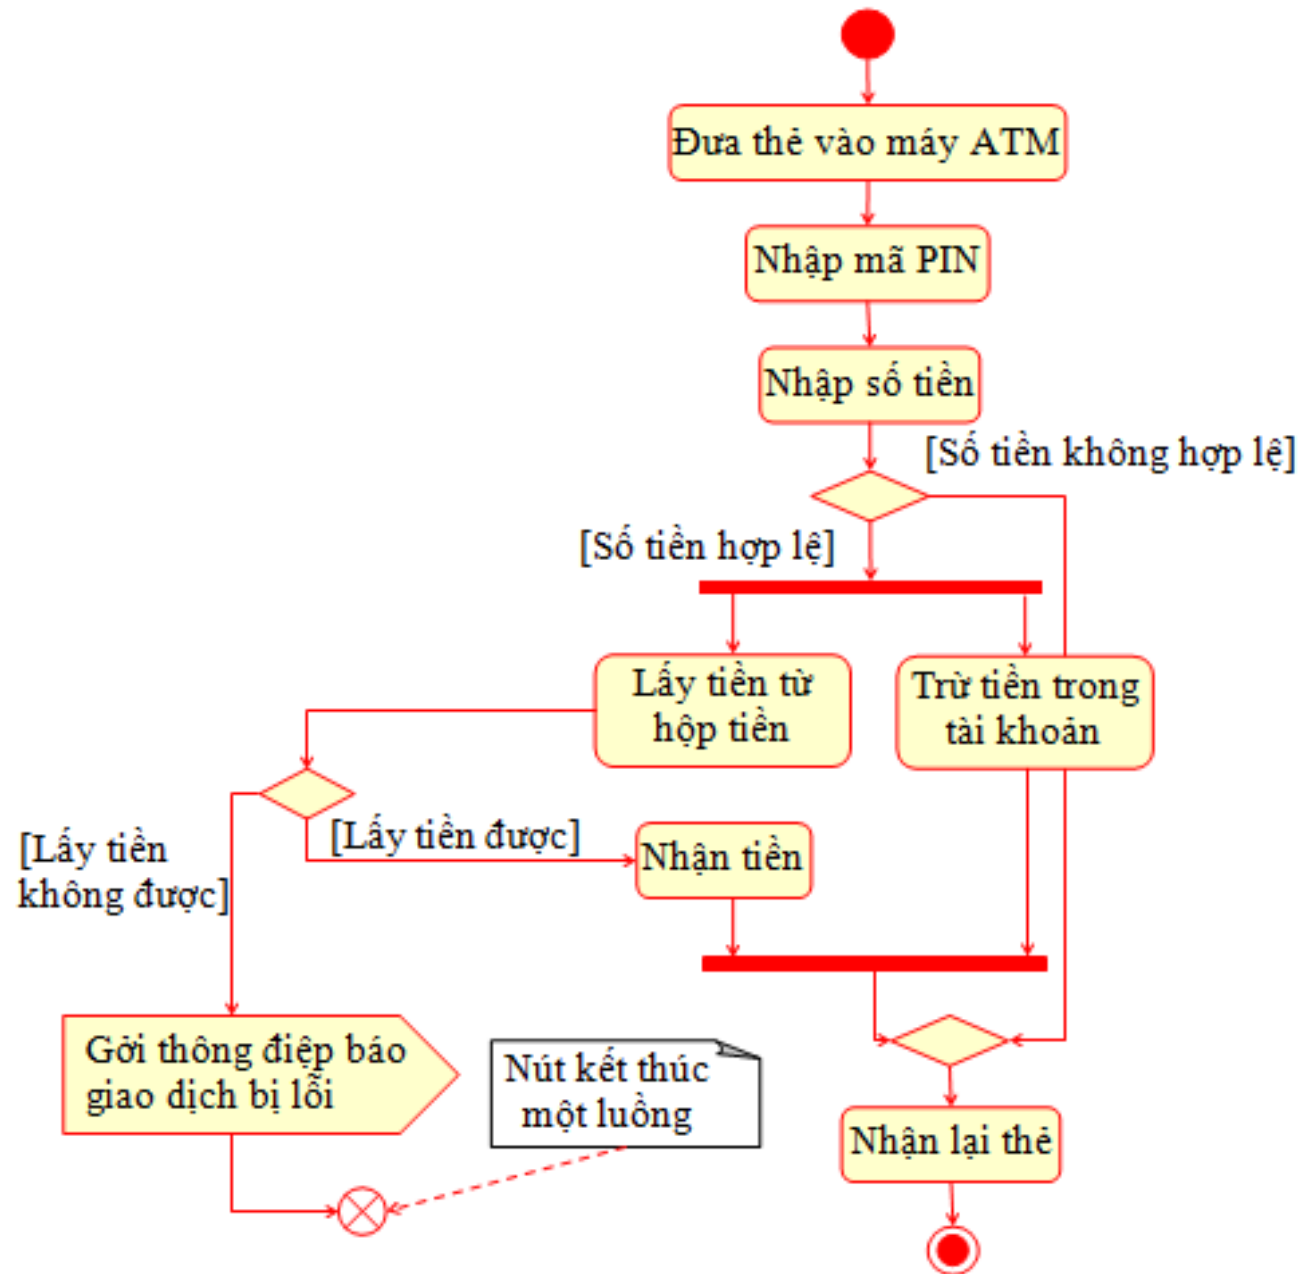 Đưa thẻ vào máy ATM
Nhập mã PIN
Nhập số tiền
[Số tiền không hợp lệ]
[Số tiền hợp lệ]
Lấy tiền từ
hộp tiền
Trừ tiền trong
tài khoản
[Lấy tiền được]
[Lấy tiền
không được]
Nhận tiền
Gởi thông điệp báo
giao dịch bị lỗi
Nút kết thúc
một luồng
Nhận lại thẻ